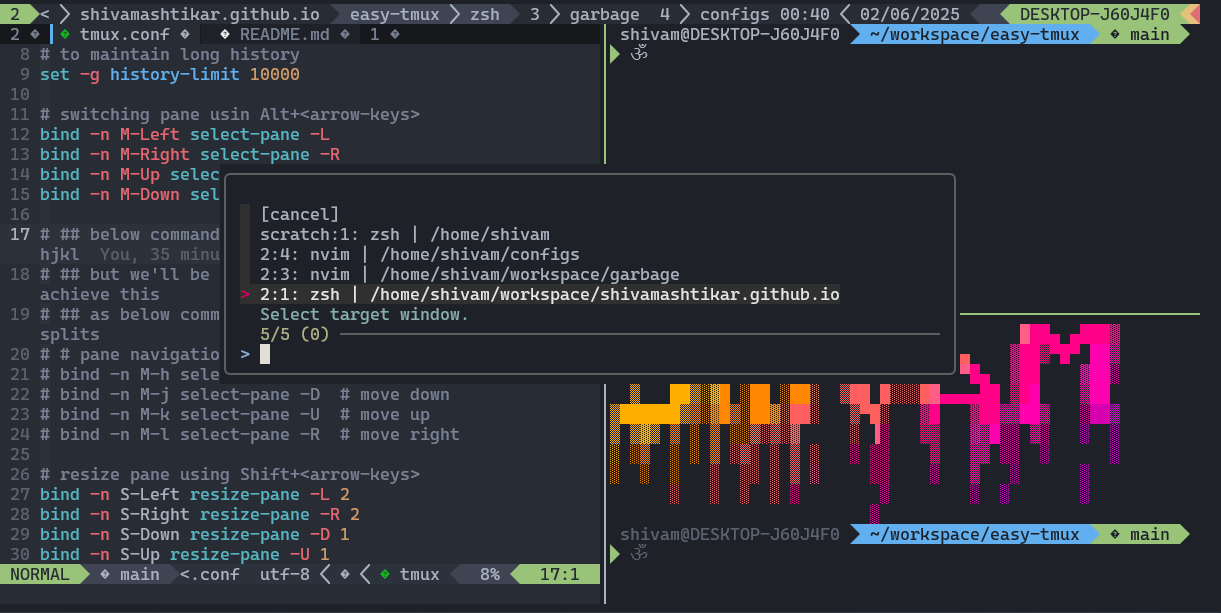 2 < shivamashtikar.github.io easy-tmux zsh 3 garbage 4 configs 00:40 02/06/2025 DESKTOP-J60J4F0
2 tmux.conf README.md 1
8 # to maintain long history
9 set -g history-limit 10000
10
11 # switching pane usin Alt+<arrow-keys>
12 bind -n M-Left select-pane -L
13 bind -n M-Right select-pane -R
14 bind -n M-Up selec
15 bind -n M-Down sel
16
17 # ## below command
hjkl You, 35 minu
18 # ## but we'll be
achieve this
19 # ## as below comm
splits
20 # # pane navigatio
21 # bind -n M-h sele
22 # bind -n M-j select-pane -D # move down
23 # bind -n M-k select-pane -U # move up
24 # bind -n M-l select-pane -R # move right
25
26 # resize pane using Shift+<arrow-keys>
27 bind -n S-Left resize-pane -L 2
28 bind -n S-Right resize-pane -R 2
29 bind -n S-Down resize-pane -D 1
30 bind -n S-Up resize-pane -U 1
NORMAL main <.conf utf-8 tmux 8% 17:1
[cancel]
scratch:1: zsh | /home/shivam
2:4: nvim | /home/shivam/configs
2:3: nvim | /home/shivam/workspace/garbage
> 2:1: zsh | /home/shivam/workspace/shivamashtikar.github.io
Select target window.
5/5 (0)
>
shivam@DESKTOP-J60J4F0 ~/workspace/easy-tmux main
ॐ
shivam@DESKTOP-J60J4F0 ~/workspace/easy-tmux main
ॐ